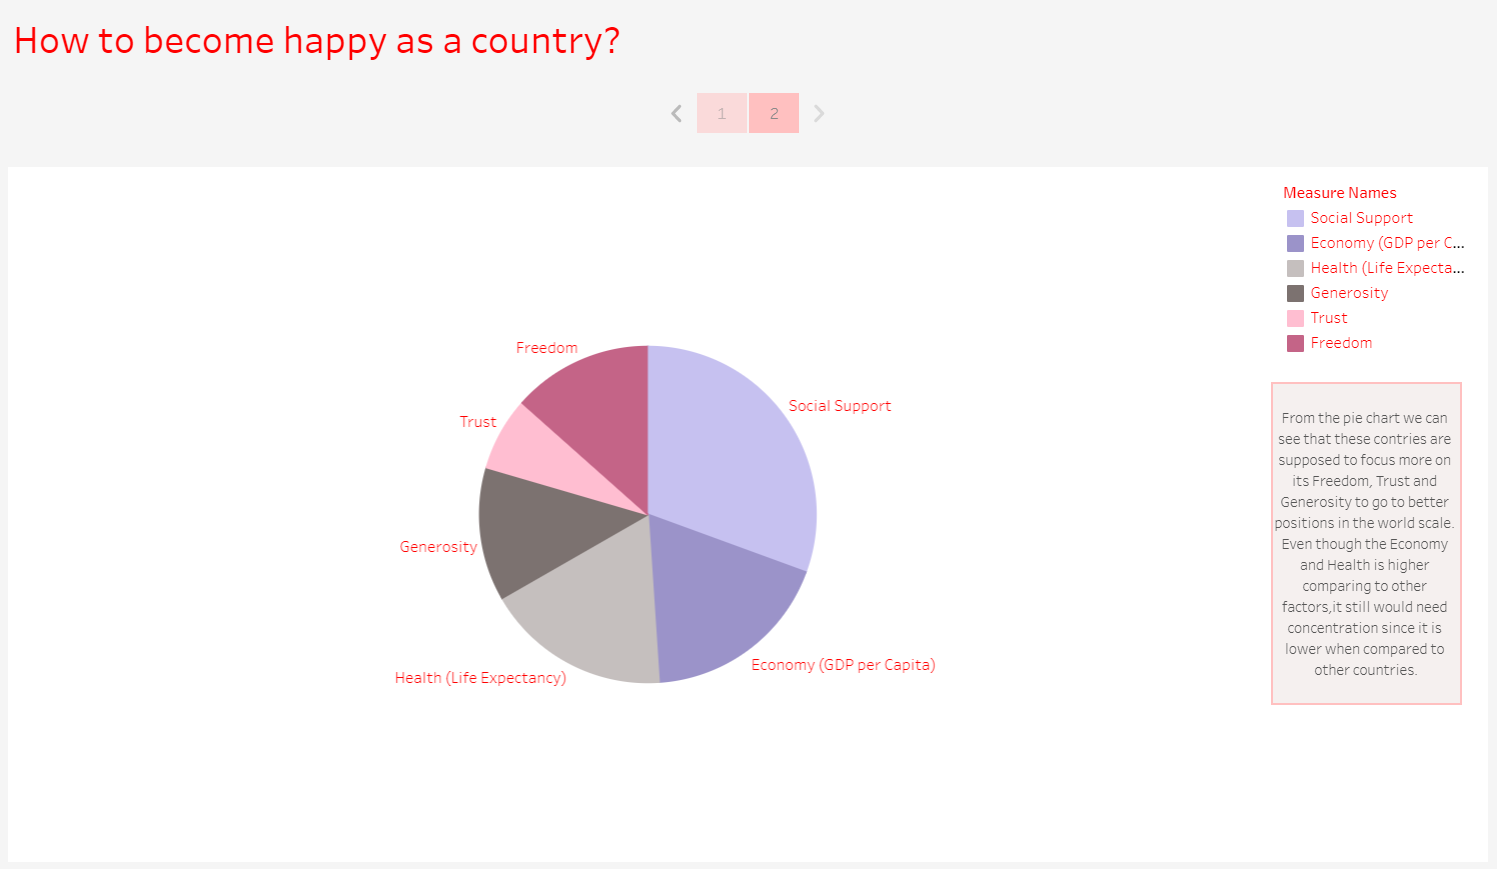 How to become happy as a country?
1
2
Measure Names
Social Support
Economy (GDP per C...
Health (Life Expecta...
Generosity
Trust
Freedom
Freedom
Social Support
Trust
Generosity
Economy (GDP per Capita)
Health (Life Expectancy)
From the pie chart we can
see that these contries are
supposed to focus more on
its Freedom, Trust and
Generosity to go to better
positions in the world scale.
Even though the Economy
and Health is higher
comparing to other
factors,it still would need
concentration since it is
lower when compared to
other countries.